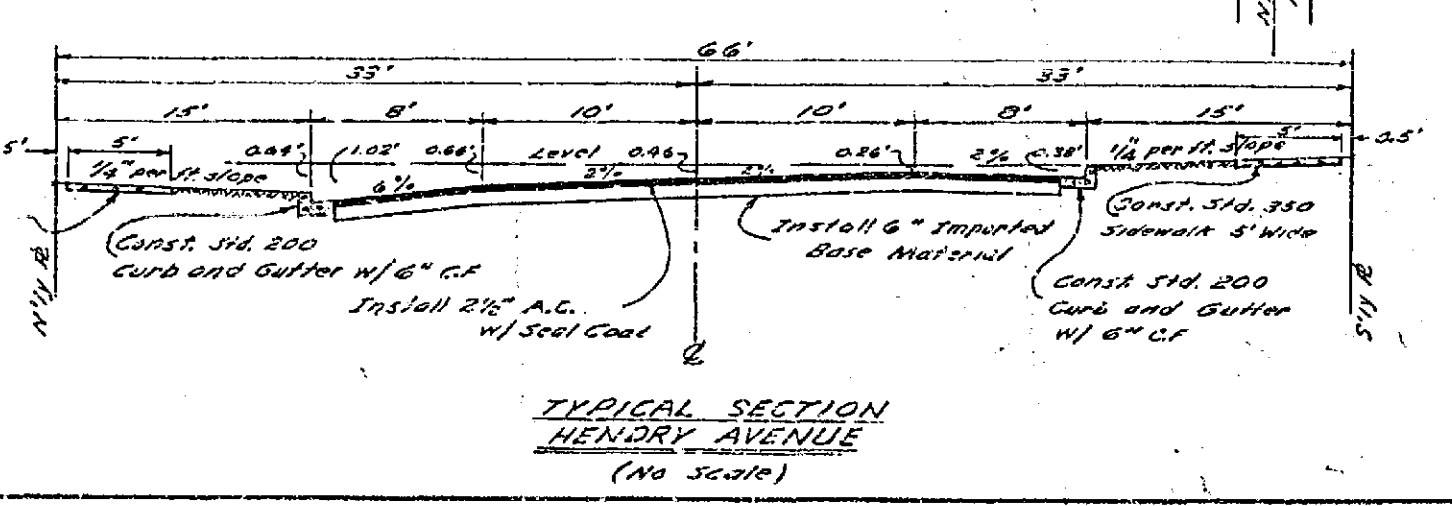 66'
33' 33'
15' 8' 10' 10' 8' 15'
5' 5' 0.64' 1.02' 0.66' Level 0.46 0.26' 2% 0.38' 1/4" per ft. slope 5' 0.5'
1/4" per ft. slope 6% 2% 2%
Const. Std. 200
Curb and Gutter w/ 6" C.F
Install 2½" A.C.
w/ Seal Coat
Install 6" Imported
Base Material
Const. Std. 350
Sidewalk 5' Wide
Const. Std. 200
Curb and Gutter
W/ 6" C.F
N'ly ⅊
S'ly ⅊
℄
TYPICAL SECTION
HENDRY AVENUE
(No Scale)